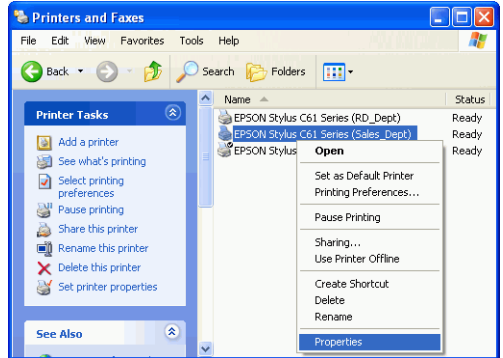 Printers and Faxes
File Edit View Favorites Tools Help
Back Search Folders
Printer Tasks
Add a printer
See what's printing
Select printing
preferences
Pause printing
Share this printer
Rename this printer
Delete this printer
Set printer properties
See Also
Name Status
EPSON Stylus C61 Series (RD_Dept) Ready
EPSON Stylus C61 Series (Sales_Dept) Ready
EPSON Stylus Ready
Open
Set as Default Printer
Printing Preferences...
Pause Printing
Sharing...
Use Printer Offline
Create Shortcut
Delete
Rename
Properties